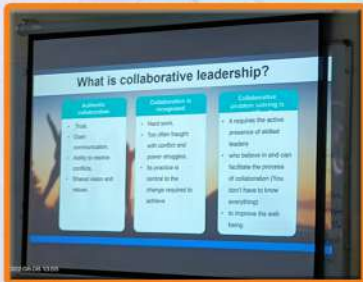 What is collaborative leadership?
Authentic
collaboration
• Trust,
• Clear
communication,
• Ability to resolve
conflicts,
• Shared vision and
values
Collaboration is
recognized
• Hard work,
• Too often fraught
with conflict and
power struggles,
• Its practice is
central to the
change required to
achieve
Collaborative
problem solving is
• it requires the active
presence of skilled
leaders
• who believe in and can
facilitate the process
of collaboration (You
don't have to know
everything)
• to improve the well-
being